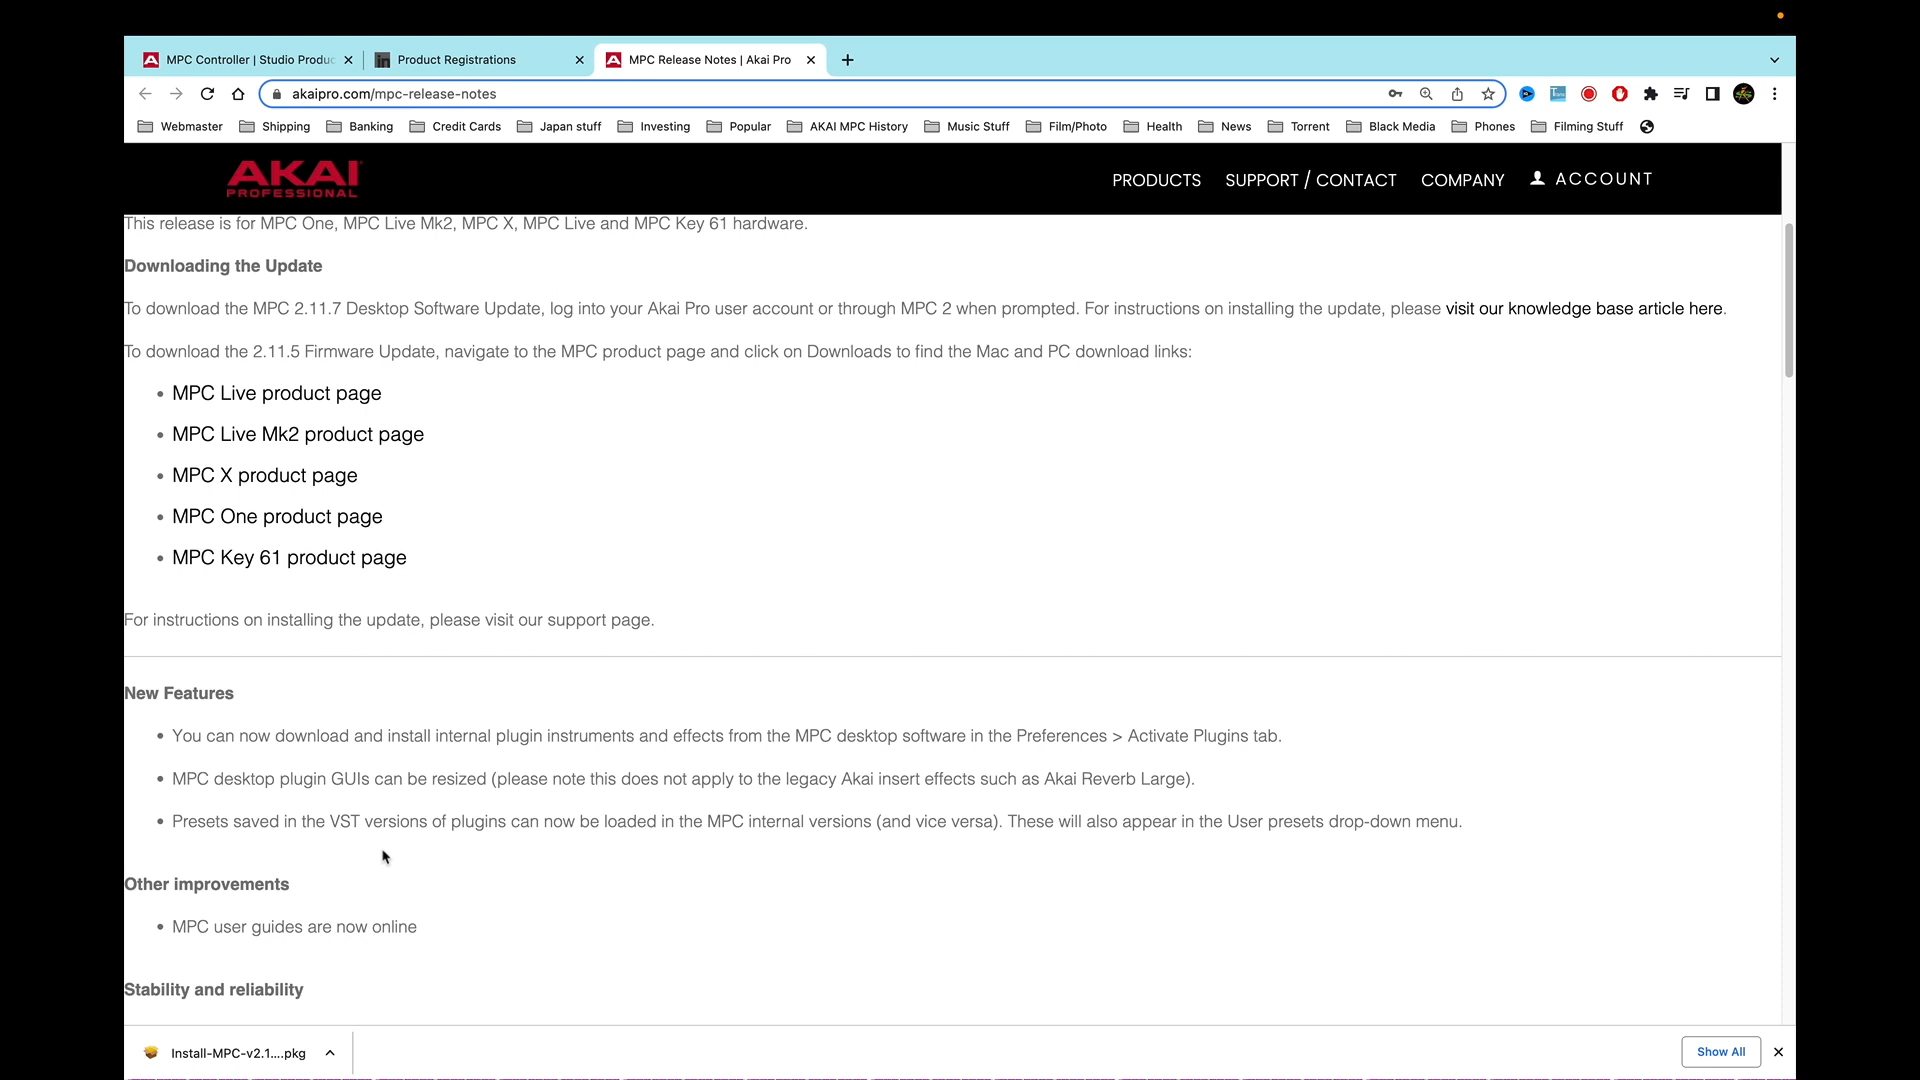 MPC Controller | Studio Produc
Product Registrations
MPC Release Notes | Akai Pro
akaipro.com/mpc-release-notes
Webmaster
Shipping
Banking
Credit Cards
Japan stuff
Investing
Popular
AKAI MPC History
Music Stuff
Film/Photo
Health
News
Torrent
Black Media
Phones
Filming Stuff
AKAI
PROFESSIONAL
PRODUCTS
SUPPORT / CONTACT
COMPANY
ACCOUNT
This release is for MPC One, MPC Live Mk2, MPC X, MPC Live and MPC Key 61 hardware.
Downloading the Update
To download the MPC 2.11.7 Desktop Software Update, log into your Akai Pro user account or through MPC 2 when prompted. For instructions on installing the update, please visit our knowledge base article here.
To download the 2.11.5 Firmware Update, navigate to the MPC product page and click on Downloads to find the Mac and PC download links:
• MPC Live product page
• MPC Live Mk2 product page
• MPC X product page
• MPC One product page
• MPC Key 61 product page
For instructions on installing the update, please visit our support page.
New Features
• You can now download and install internal plugin instruments and effects from the MPC desktop software in the Preferences > Activate Plugins tab.
• MPC desktop plugin GUIs can be resized (please note this does not apply to the legacy Akai insert effects such as Akai Reverb Large).
• Presets saved in the VST versions of plugins can now be loaded in the MPC internal versions (and vice versa). These will also appear in the User presets drop-down menu.
Other improvements
• MPC user guides are now online
Stability and reliability
Install-MPC-v2.1....pkg
Show All